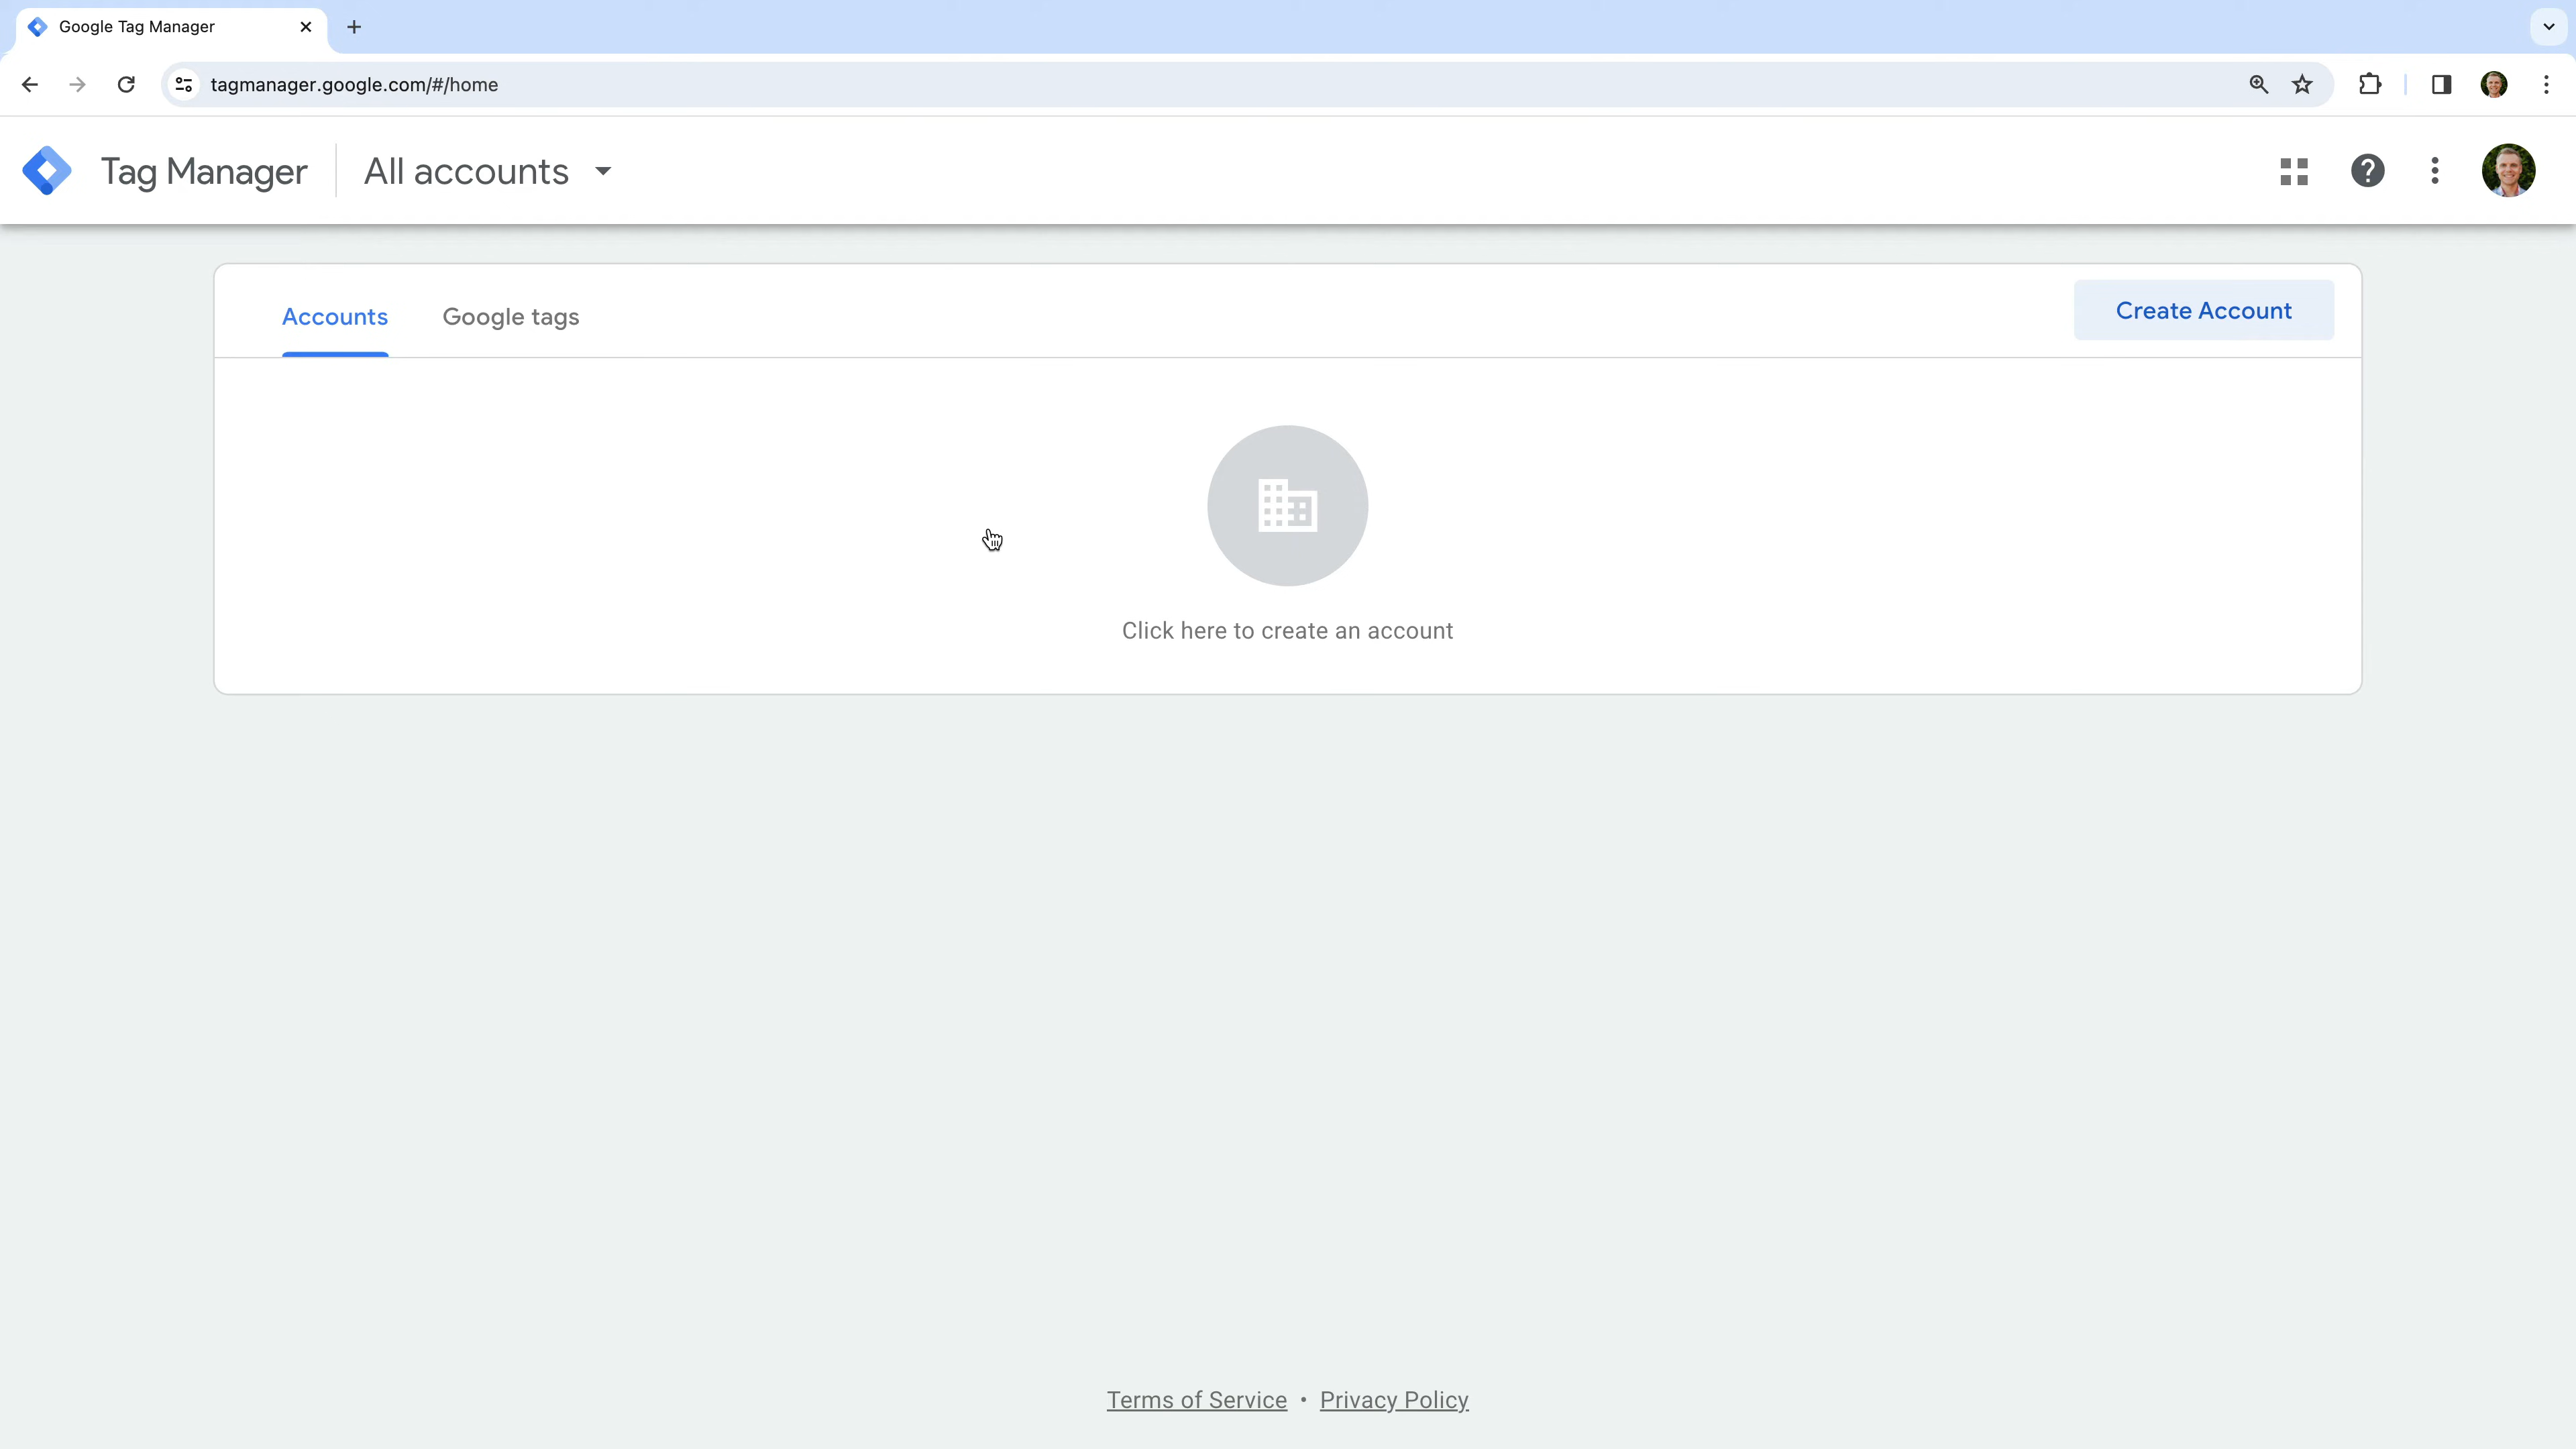 Google Tag Manager
tagmanager.google.com/#/home
Tag Manager
All accounts
Accounts
Google tags
Create Account
Click here to create an account
Terms of Service • Privacy Policy